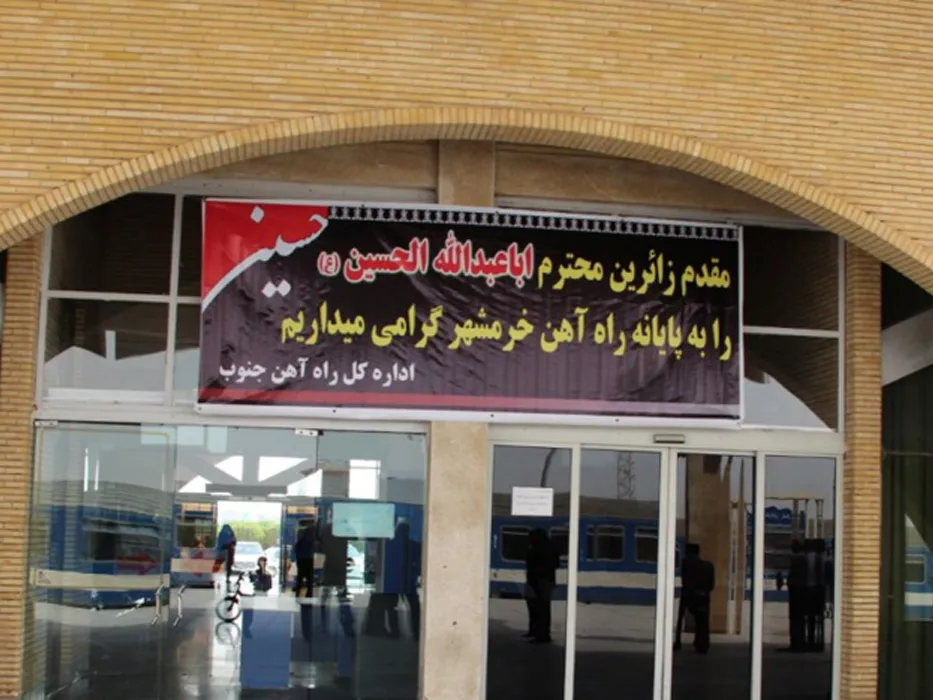 حسین
مقدم زائرین محترم اباعبدالله الحسین (ع)
را به پایانه راه آهن خرمشهر گرامی میداریم
اداره کل راه آهن جنوب